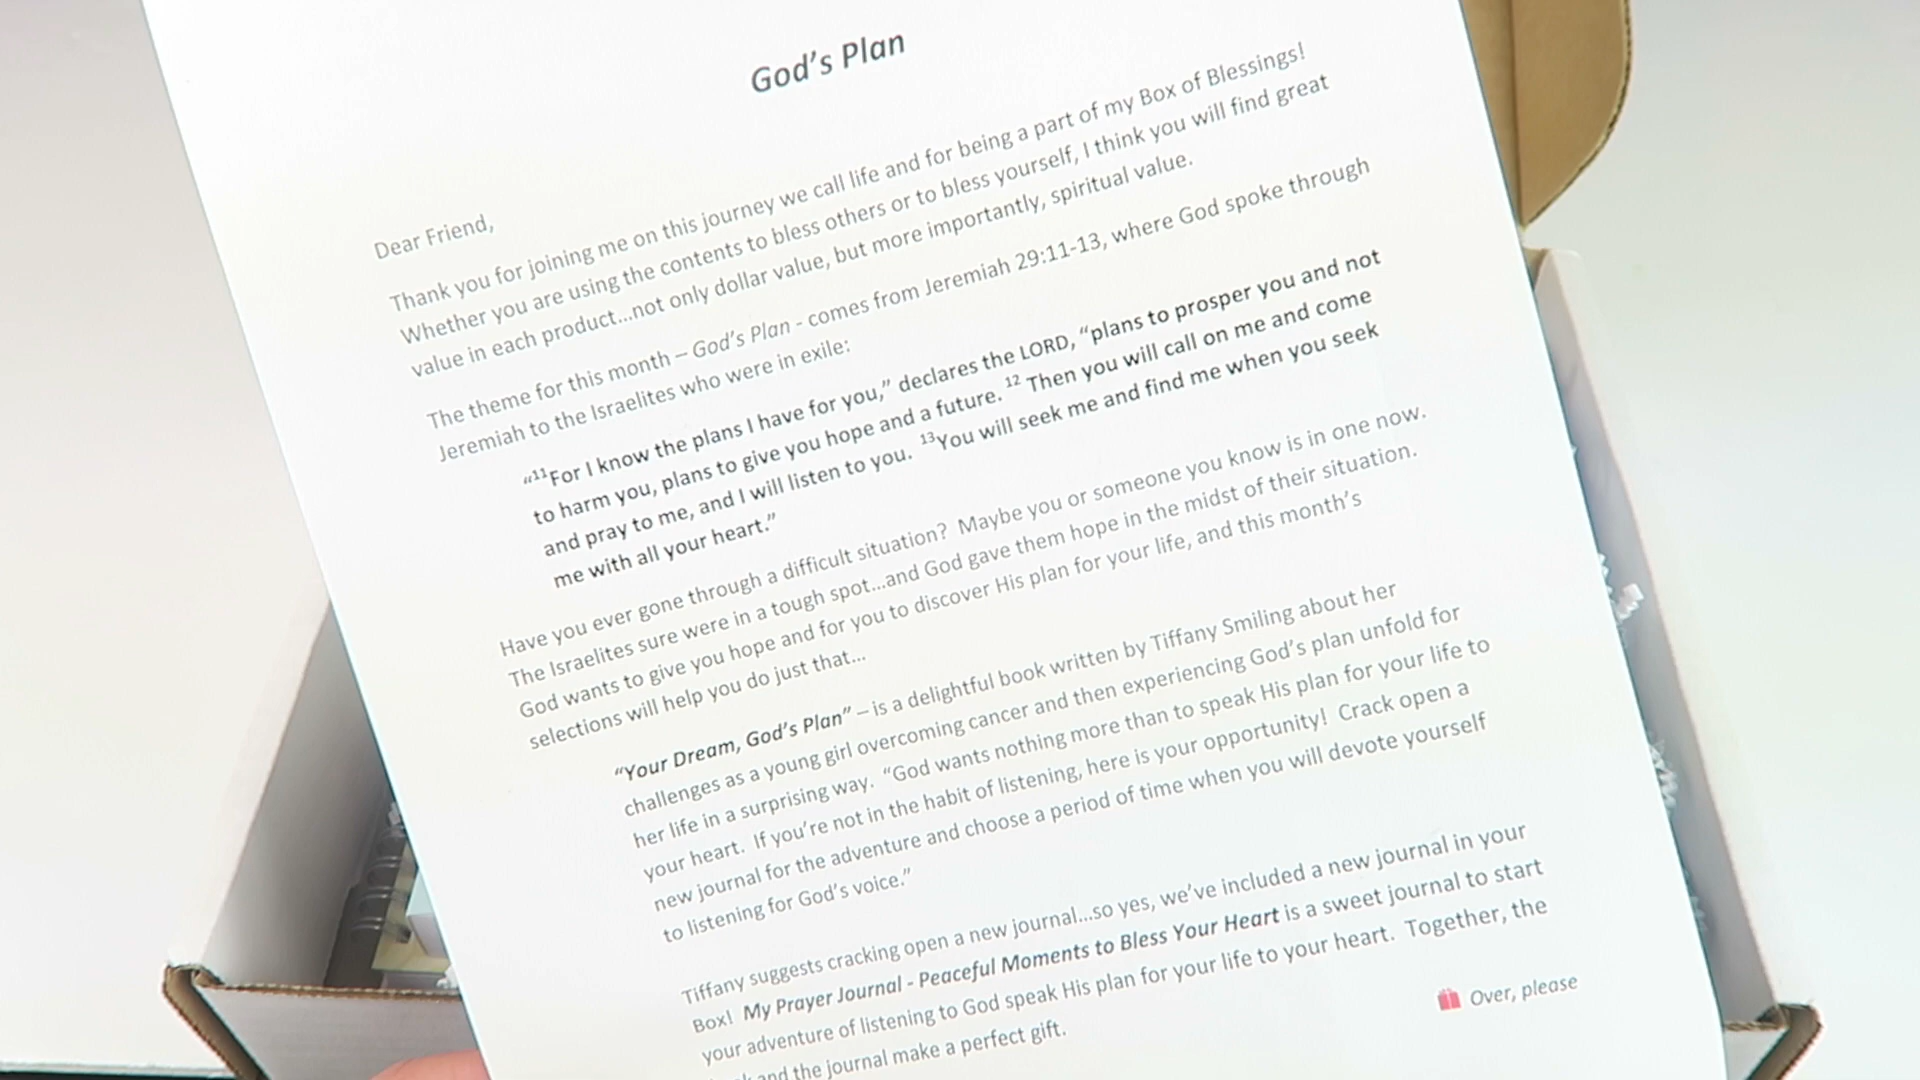 God's Plan
Dear Friend,
Thank you for joining me on this journey we call life and for being a part of my Box of Blessings!
Whether you are using the contents to bless others or to bless yourself, I think you will find great
value in each product...not only dollar value, but more importantly, spiritual value.
The theme for this month – God's Plan - comes from Jeremiah 29:11-13, where God spoke through
Jeremiah to the Israelites who were in exile:
"¹¹For I know the plans I have for you," declares the LORD, "plans to prosper you and not
to harm you, plans to give you hope and a future. ¹² Then you will call on me and come
and pray to me, and I will listen to you. ¹³You will seek me and find me when you seek
me with all your heart."
Have you ever gone through a difficult situation? Maybe you or someone you know is in one now.
The Israelites sure were in a tough spot...and God gave them hope in the midst of their situation.
God wants to give you hope and for you to discover His plan for your life, and this month's
selections will help you do just that...
"Your Dream, God's Plan" – is a delightful book written by Tiffany Smiling about her
challenges as a young girl overcoming cancer and then experiencing God's plan unfold for
her life in a surprising way. "God wants nothing more than to speak His plan for your life to
your heart. If you're not in the habit of listening, here is your opportunity! Crack open a
new journal for the adventure and choose a period of time when you will devote yourself
to listening for God's voice."
Tiffany suggests cracking open a new journal...so yes, we've included a new journal in your
Box! My Prayer Journal - Peaceful Moments to Bless Your Heart is a sweet journal to start
your adventure of listening to God speak His plan for your life to your heart. Together, the
and the journal make a perfect gift.
Over, please